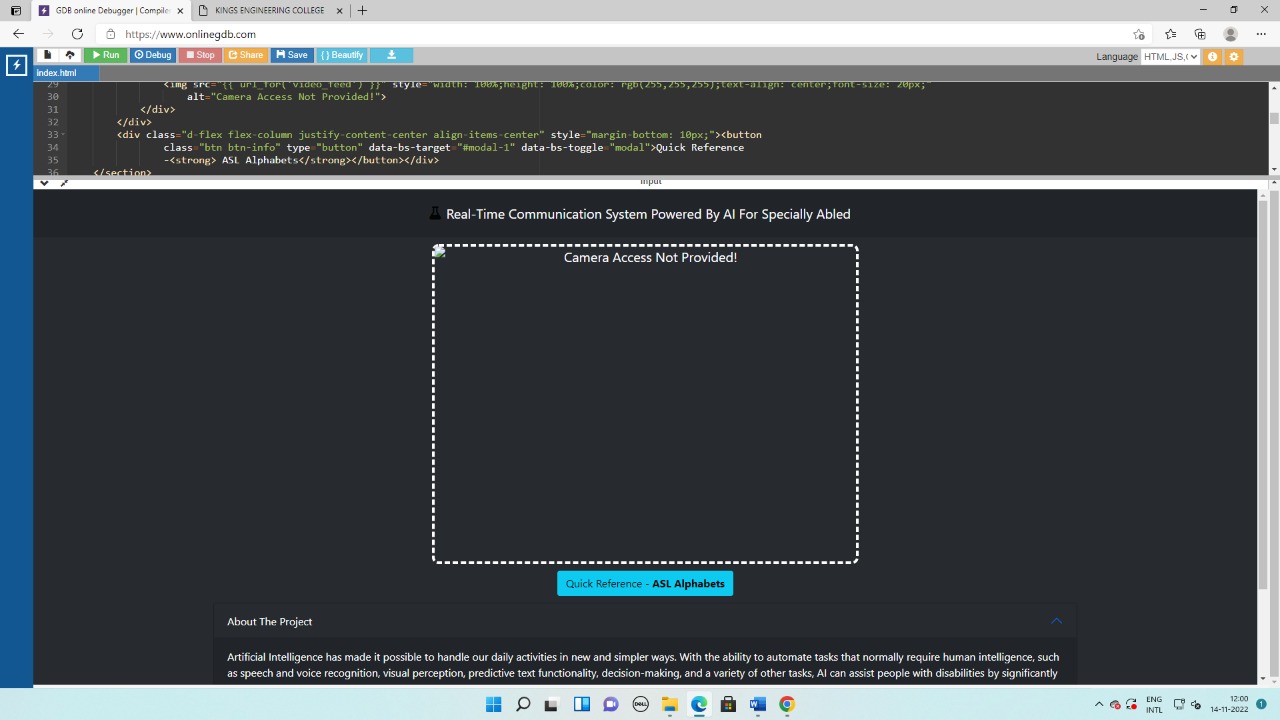 GDB online Debugger | Compile
KINGS ENGINEERING COLLEGE
https://www.onlinegdb.com
Run Debug Stop Share Save { } Beautify
Language HTML,JS,(
index.html
29 <img src="{{ url_for('video_feed') }}" style="width: 100%;height: 100%;color: rgb(255,255,255);text-align: center;font-size: 20px;"
30 alt="Camera Access Not Provided!">
31 </div>
32 </div>
33 <div class="d-flex flex-column justify-content-center align-items-center" style="margin-bottom: 10px;"><button
34 class="btn btn-info" type="button" data-bs-target="#modal-1" data-bs-toggle="modal">Quick Reference
35 -<strong> ASL Alphabets</strong></button></div>
36 </section>
input
Real-Time Communication System Powered By AI For Specially Abled
Camera Access Not Provided!
Quick Reference - ASL Alphabets
About The Project
Artificial Intelligence has made it possible to handle our daily activities in new and simpler ways. With the ability to automate tasks that normally require human intelligence, such
as speech and voice recognition, visual perception, predictive text functionality, decision-making, and a variety of other tasks, AI can assist people with disabilities by significantly
DELL
ENG
INTL
12:00
14-11-2022
1